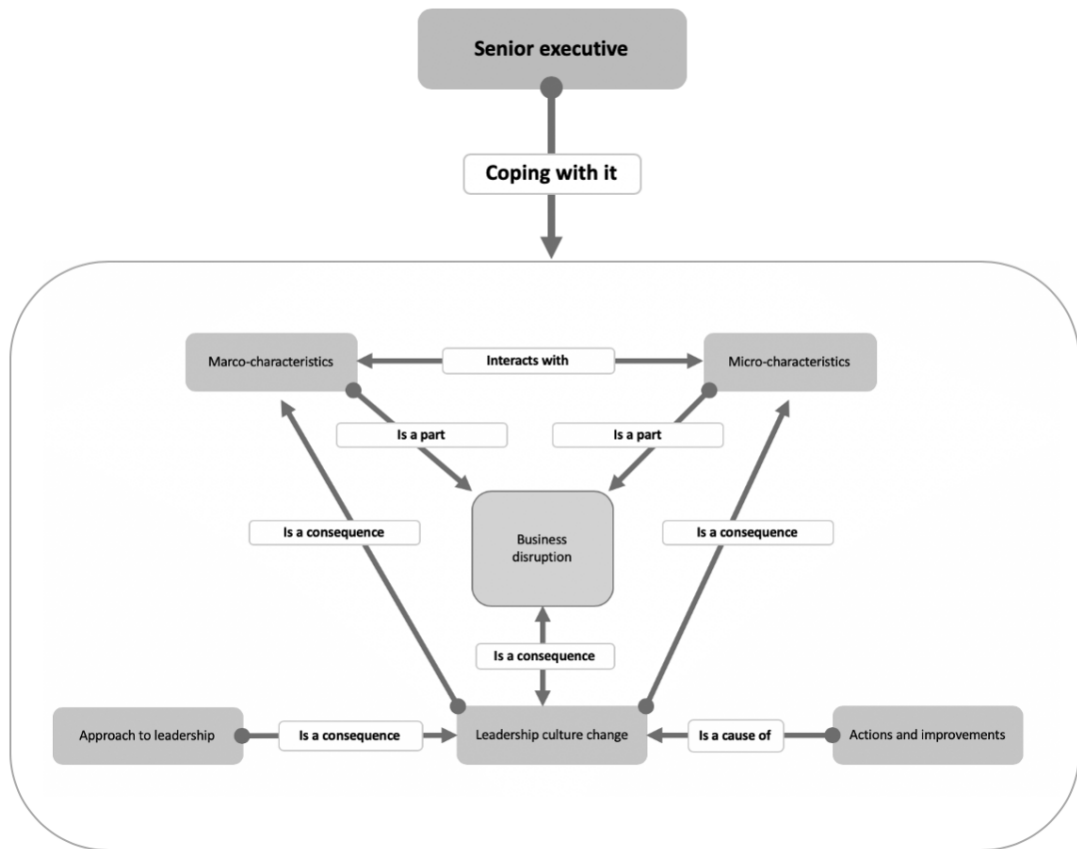 Senior executive
Coping with it
Marco-characteristics
Interacts with
Micro-characteristics
Is a part
Is a part
Is a consequence
Business
disruption
Is a consequence
Is a consequence
Approach to leadership
Is a consequence
Leadership culture change
Is a cause of
Actions and improvements